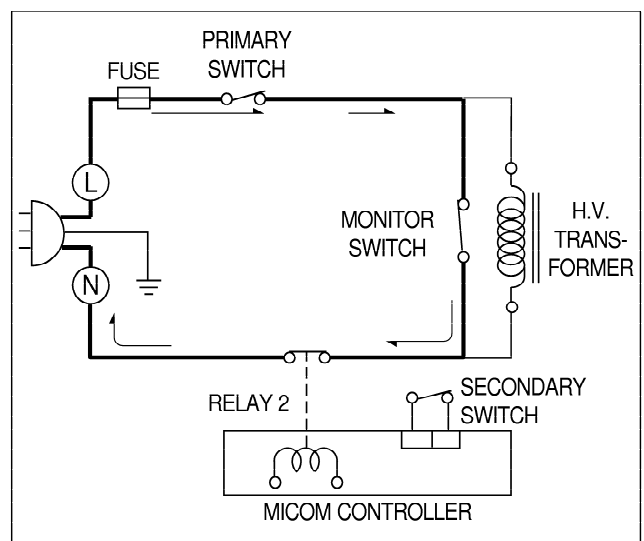 PRIMARY
SWITCH
FUSE
L
MONITOR
SWITCH
H.V.
TRANS-
FORMER
N
RELAY 2
SECONDARY
SWITCH
MICOM CONTROLLER